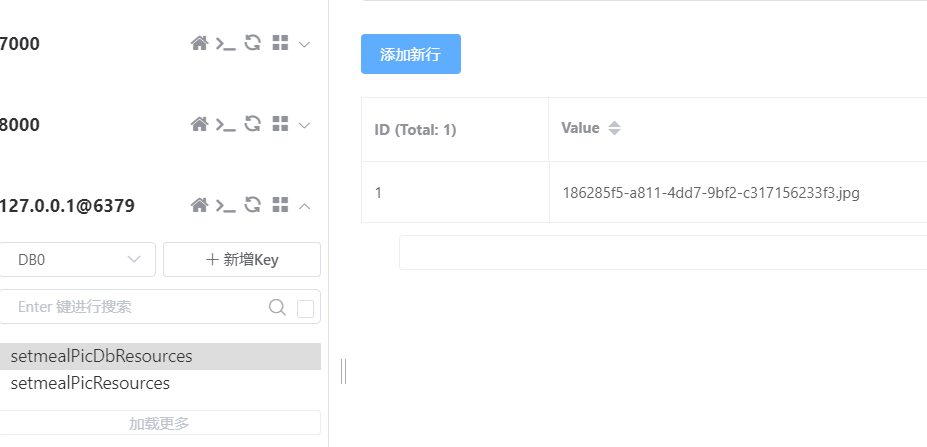 7000
8000
127.0.0.1@6379
DB0
+ 新增Key
Enter 键进行搜索
setmealPicDbResources
setmealPicResources
加载更多
添加新行
ID (Total: 1) Value
1 186285f5-a811-4dd7-9bf2-c317156233f3.jpg